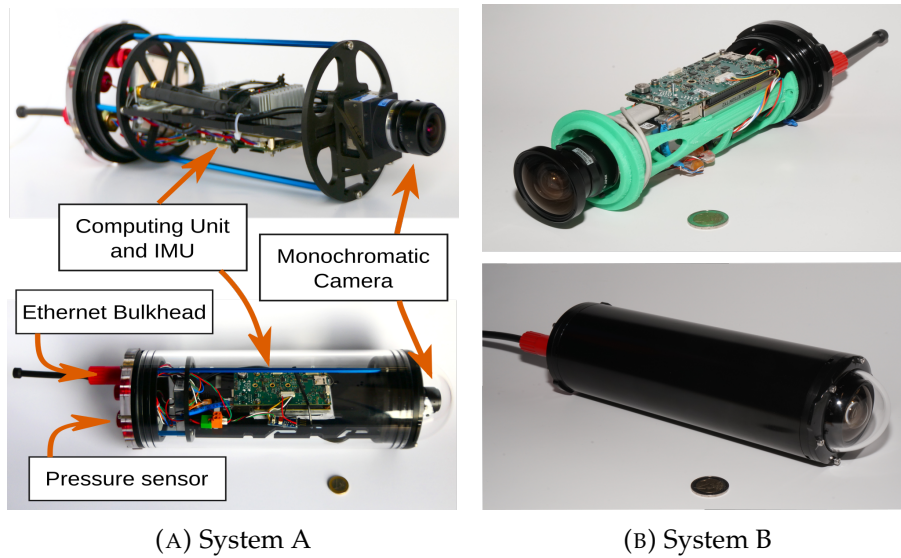 Computing Unit
and IMU
Monochromatic
Camera
Ethernet Bulkhead
Pressure sensor
(A) System A
(B) System B